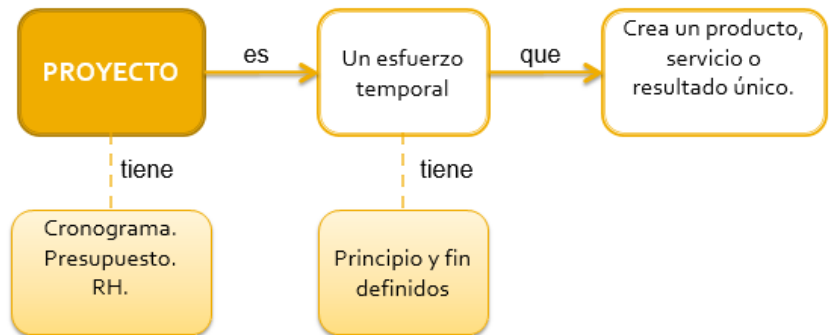 PROYECTO
es
Un esfuerzo
temporal
que
Crea un producto,
servicio o
resultado único.
tiene
tiene
Cronograma.
Presupuesto.
RH.
Principio y fin
definidos